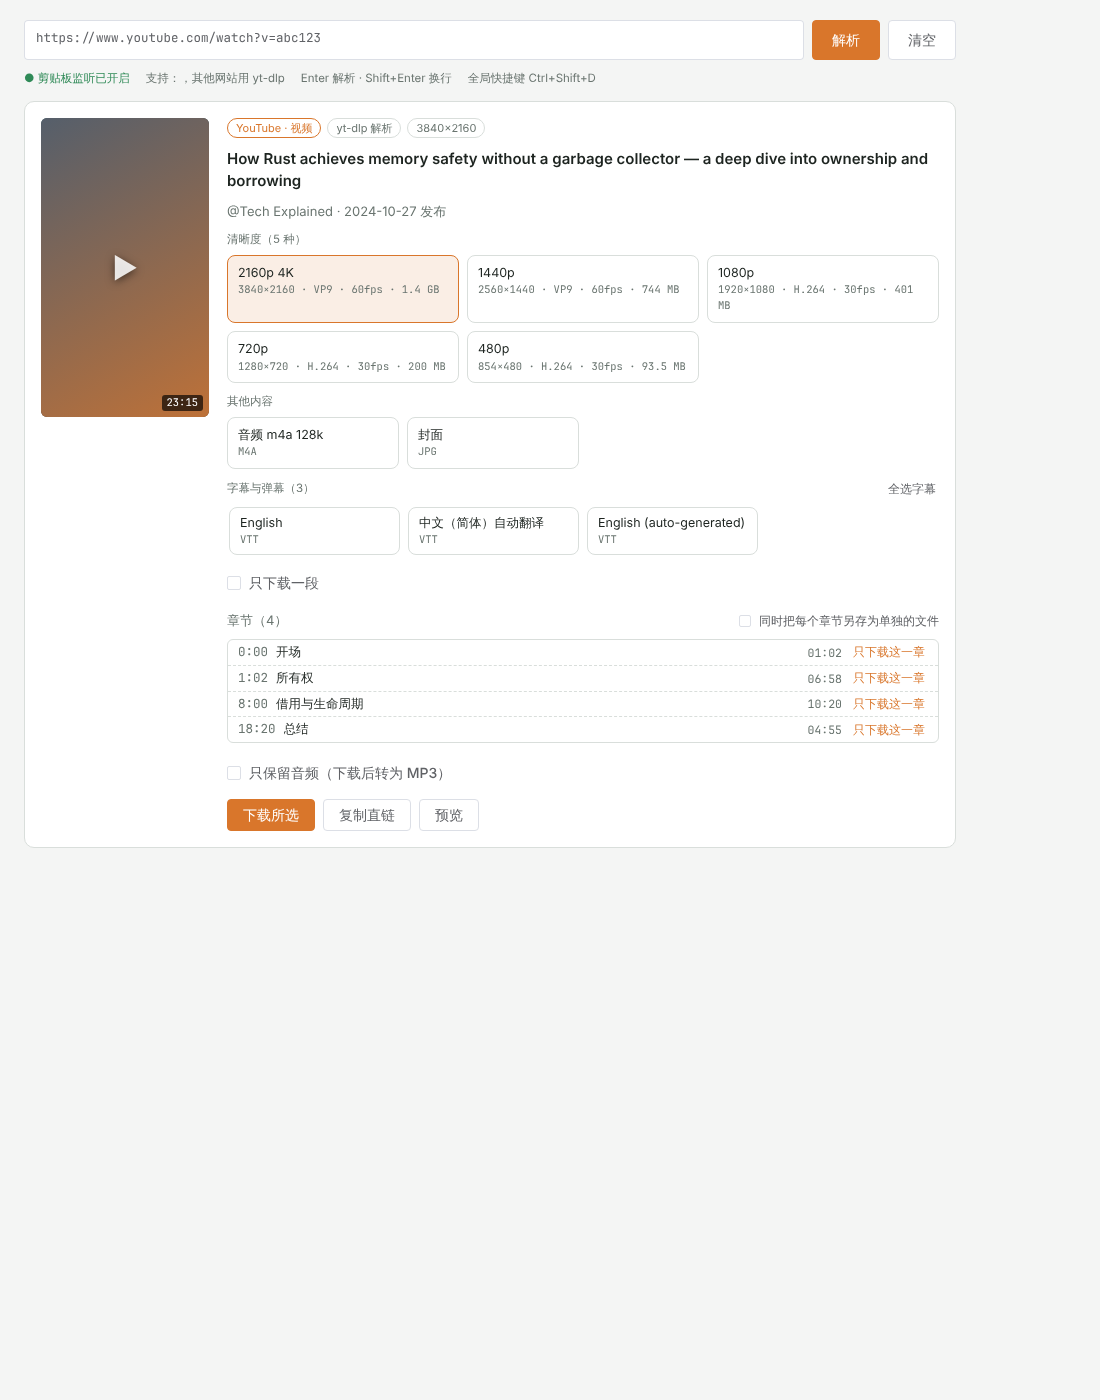 https://www.youtube.com/watch?v=abc123
解析
清空
剪贴板监听已开启 支持：，其他网站用 yt-dlp Enter 解析 · Shift+Enter 换行 全局快捷键 Ctrl+Shift+D
YouTube · 视频
yt-dlp 解析
3840×2160
How Rust achieves memory safety without a garbage collector — a deep dive into ownership and
borrowing
@Tech Explained · 2024-10-27 发布
23:15
清晰度（5 种）
2160p 4K
3840×2160 · VP9 · 60fps · 1.4 GB
1440p
2560×1440 · VP9 · 60fps · 744 MB
1080p
1920×1080 · H.264 · 30fps · 401
MB
720p
1280×720 · H.264 · 30fps · 200 MB
480p
854×480 · H.264 · 30fps · 93.5 MB
其他内容
音频 m4a 128k
M4A
封面
JPG
字幕与弹幕（3）
全选字幕
English
VTT
中文（简体）自动翻译
VTT
English (auto-generated)
VTT
只下载一段
章节（4）
同时把每个章节另存为单独的文件
0:00 开场 01:02 只下载这一章
1:02 所有权 06:58 只下载这一章
8:00 借用与生命周期 10:20 只下载这一章
18:20 总结 04:55 只下载这一章
只保留音频（下载后转为 MP3）
下载所选
复制直链
预览